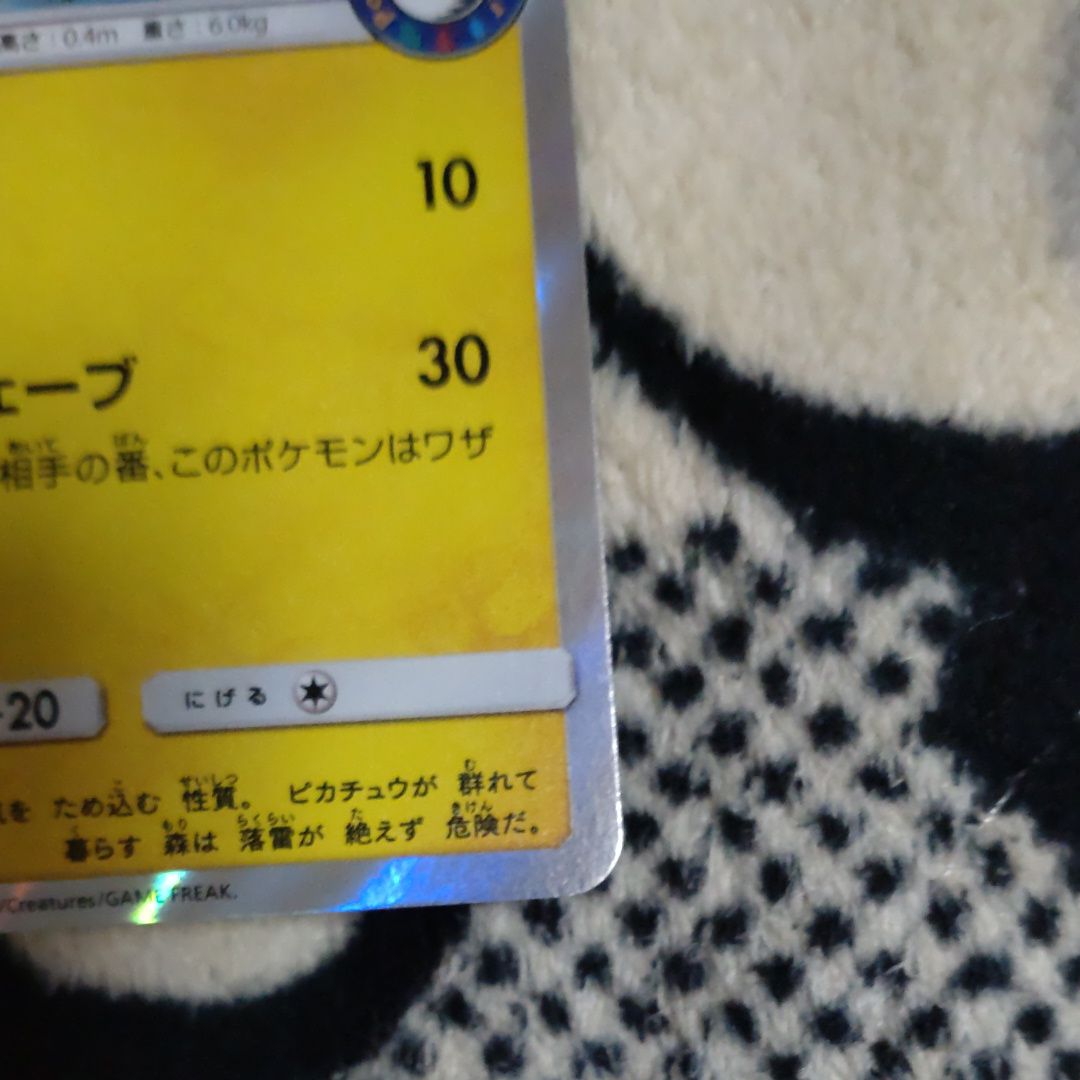 高さ:0.4m 重さ:6.0kg
10
ェーブ 30
相手の番、このポケモンはワザ
-20 にげる
をため込む 性質。 ピカチュウが 群れて
暮らす 森は 落雷が 絶えず 危険だ。
/Creatures/GAME FREAK.